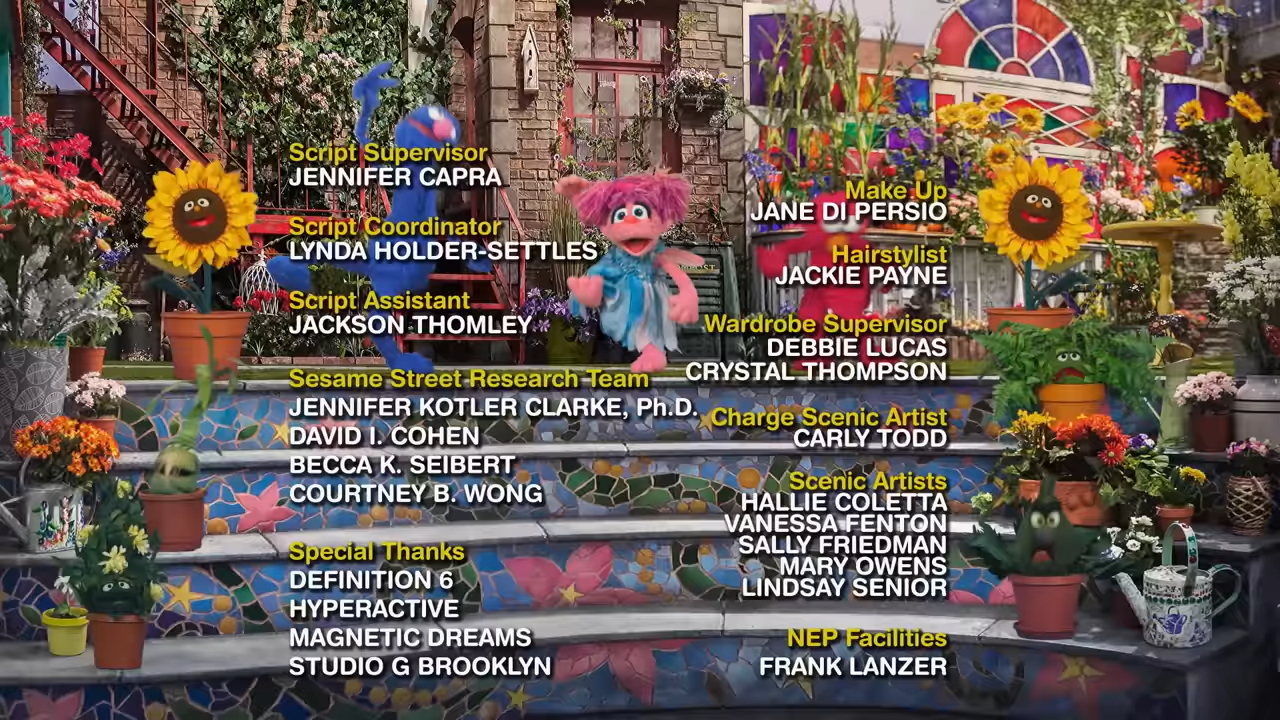 Script Supervisor
JENNIFER CAPRA
Script Coordinator
LYNDA HOLDER-SETTLES
Script Assistant
JACKSON THOMLEY
Sesame Street Research Team
JENNIFER KOTLER CLARKE, Ph.D.
DAVID I. COHEN
BECCA K. SEIBERT
COURTNEY B. WONG
Special Thanks
DEFINITION 6
HYPERACTIVE
MAGNETIC DREAMS
STUDIO G BROOKLYN
Make Up
JANE DI PERSIO
Hairstylist
JACKIE PAYNE
Wardrobe Supervisor
DEBBIE LUCAS
CRYSTAL THOMPSON
Charge Scenic Artist
CARLY TODD
Scenic Artists
HALLIE COLETTA
VANESSA FENTON
SALLY FRIEDMAN
MARY OWENS
LINDSAY SENIOR
NEP Facilities
FRANK LANZER